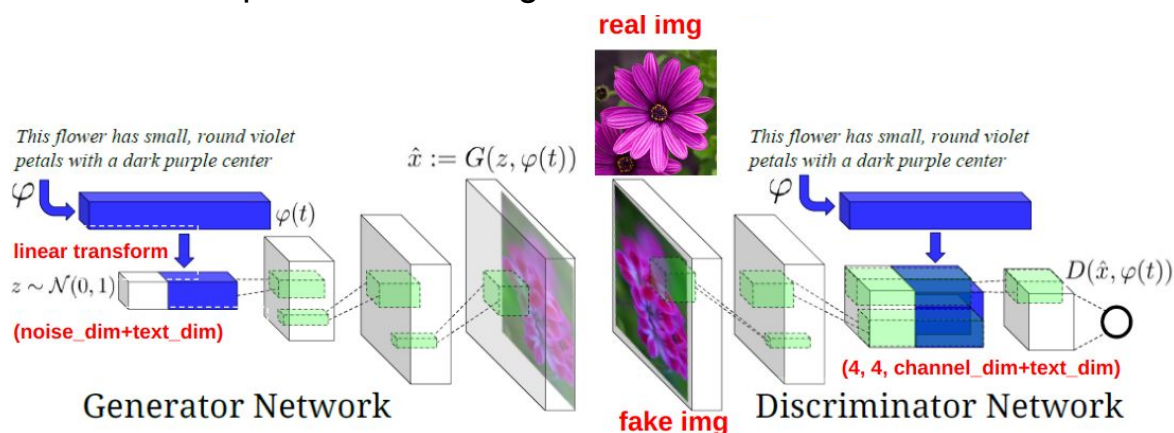 real img
This flower has small, round violet
petals with a dark purple center
φ
φ(t)
linear transform
z ~ N(0, 1)
(noise_dim+text_dim)
x̂ := G(z, φ(t))
Generator Network
fake img
This flower has small, round violet
petals with a dark purple center
φ
D(x̂, φ(t))
(4, 4, channel_dim+text_dim)
Discriminator Network